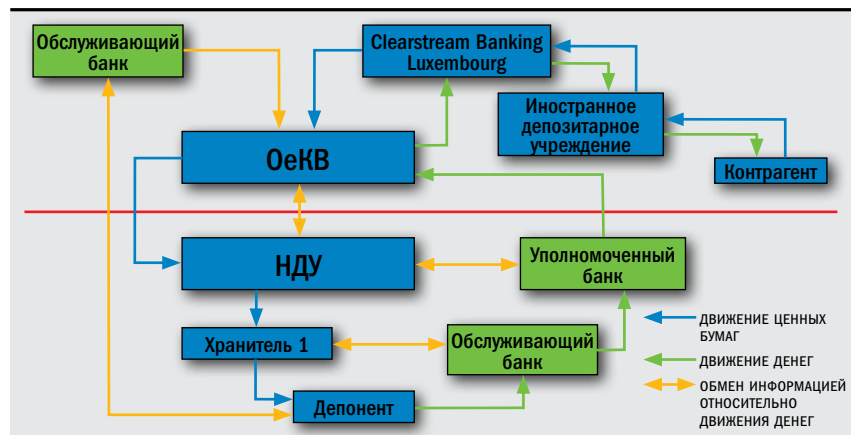 Обслуживающий
банк
Clearstream Banking
Luxembourg
Иностранное
депозитарное
учреждение
ОеКВ
Контрагент
НДУ
Уполномоченный
банк
Хранитель 1
Обслуживающий
банк
Депонент
ДВИЖЕНИЕ ЦЕННЫХ
БУМАГ
ДВИЖЕНИЕ ДЕНЕГ
ОБМЕН ИНФОРМАЦИЕЙ
ОТНОСИТЕЛЬНО
ДВИЖЕНИЯ ДЕНЕГ